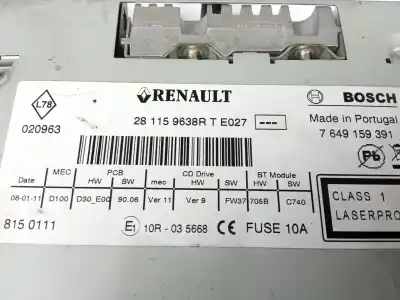 L78
RENAULT
BOSCH
28 115 9638R T E027 ---
Made in Portugal
020963
7 649 159 391
Pb
MEC PCB CD Drive BT Module
HW SW mec HW SW HW SW
08-01-11 D100 D30_E00 90.06 Ver 11 Ver 9 FW37 705B C740
CLASS 1
LASERPRO
815 0111
E1 10R - 03 5668 CE FUSE 10A